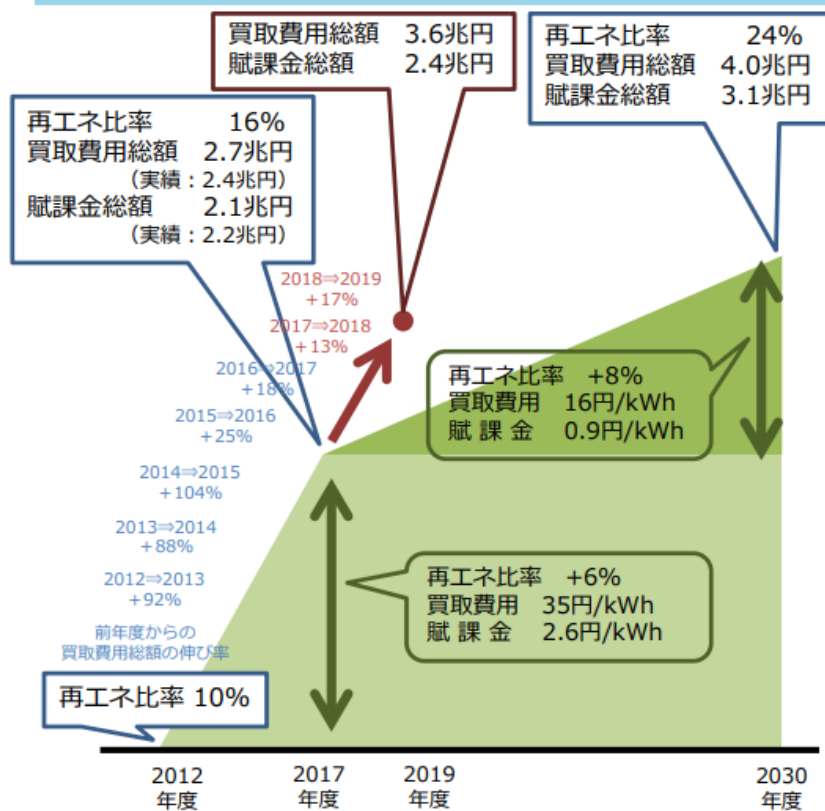 買取費用総額 3.6兆円
賦課金総額 2.4兆円
再エネ比率 24%
買取費用総額 4.0兆円
賦課金総額 3.1兆円
再エネ比率 16%
買取費用総額 2.7兆円
(実績：2.4兆円)
賦課金総額 2.1兆円
(実績：2.2兆円)
2018⇒2019
+17%
2017⇒2018
+13%
2016⇒2017
+18%
2015⇒2016
+25%
2014⇒2015
+104%
2013⇒2014
+88%
2012⇒2013
+92%
前年度からの
買取費用総額の伸び率
再エネ比率 +8%
買取費用 16円/kWh
賦課金 0.9円/kWh
再エネ比率 +6%
買取費用 35円/kWh
賦課金 2.6円/kWh
再エネ比率 10%
2012
年度
2017
年度
2019
年度
2030
年度